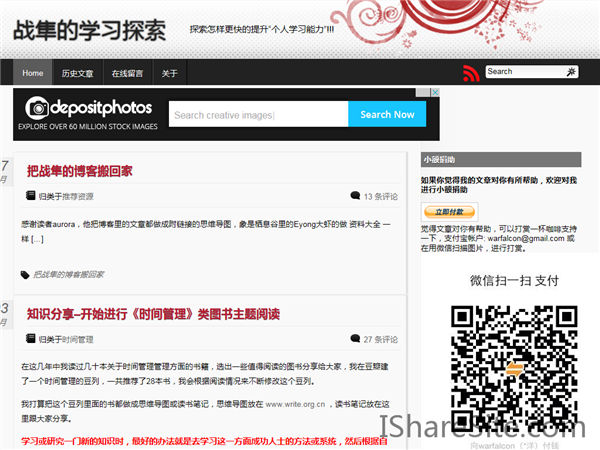 战隼的学习探索
探索怎样更快的提升"个人学习能力"!!!
Home 历史文章 在线留言 关于
Search
depositphotos
EXPLORE OVER 60 MILLION STOCK IMAGES
Search creative images
Search Now
7
月
把战隼的博客搬回家
归类于推荐资源
13 条评论
感谢读者aurora，他把博客里的文章都做成附链接的思维导图，象是栖息谷里的Eyong大虾的做 资料大全 一
样 [...]
把战隼的博客搬回家
3
月
知识分享–开始进行《时间管理》类图书主题阅读
归类于时间管理
27 条评论
在这几年中我读过几十本关于时间管理管理方面的书籍，选出一些值得阅读的图书分享给大家，我在豆瓣建
了一个时间管理的豆列，一共推荐了28本书，我会根据阅读情况来不断修改这个豆列。
我打算把这个豆列里面的书都做成思维导图或读书笔记，思维导图放在 www.write.org.cn ，读书笔记放在这
里跟大家分享。
学习或研究一门新的知识时，最好的办法就是去学习这一方面成功人士的方法或系统，然后根据自
小额捐助
如果你觉得我的文章对你有所帮助，欢迎对我
进行小额捐助
立即付款
觉得文章对你有帮助，可以打赏一杯咖啡支持
一下，支付宝帐户: warfalcon@gmail.com 或
在用微信扫描图片，进行打赏。
微信扫一扫 支付
向warfalcon（*洋）付钱
IShareSite.com